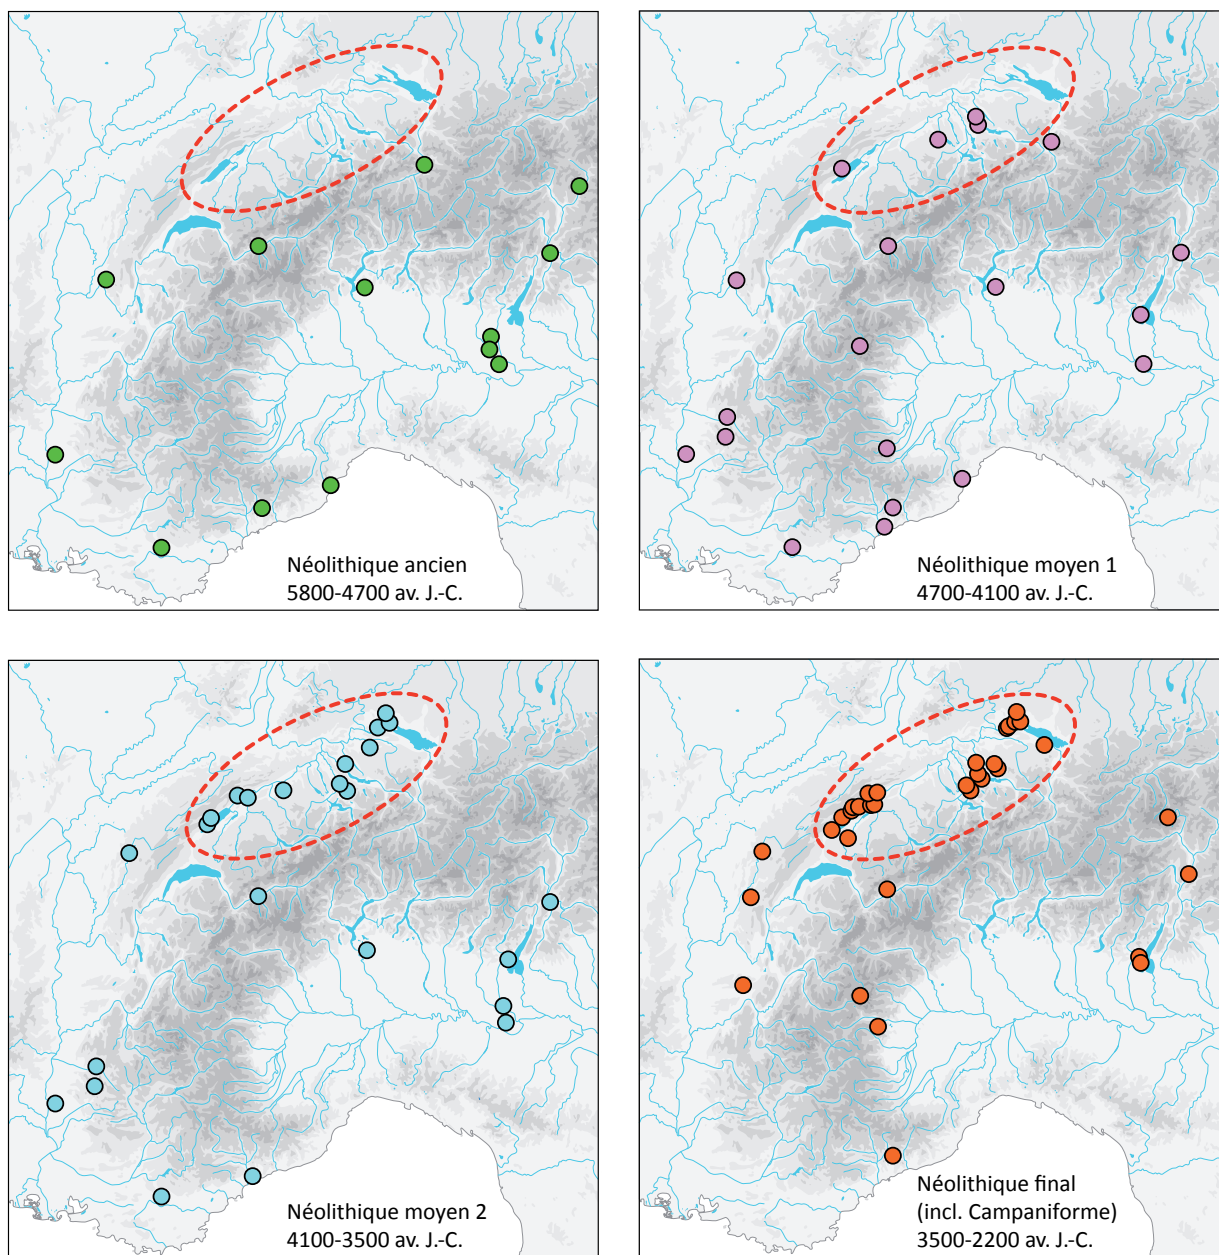 Néolithique ancien
5800-4700 av. J.-C.
Néolithique moyen 1
4700-4100 av. J.-C.
Néolithique moyen 2
4100-3500 av. J.-C.
Néolithique final
(incl. Campaniforme)
3500-2200 av. J.-C.